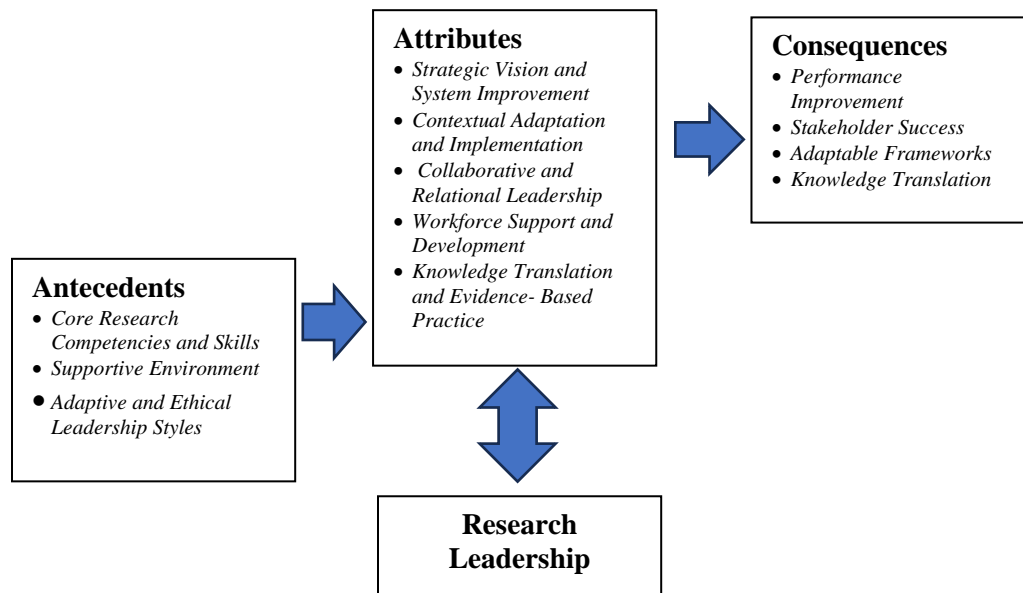 Attributes
• Strategic Vision and
System Improvement
• Contextual Adaptation
and Implementation
• Collaborative and
Relational Leadership
• Workforce Support and
Development
• Knowledge Translation
and Evidence- Based
Practice
Consequences
• Performance
Improvement
• Stakeholder Success
• Adaptable Frameworks
• Knowledge Translation
Antecedents
• Core Research
Competencies and Skills
• Supportive Environment
• Adaptive and Ethical
Leadership Styles
Research
Leadership